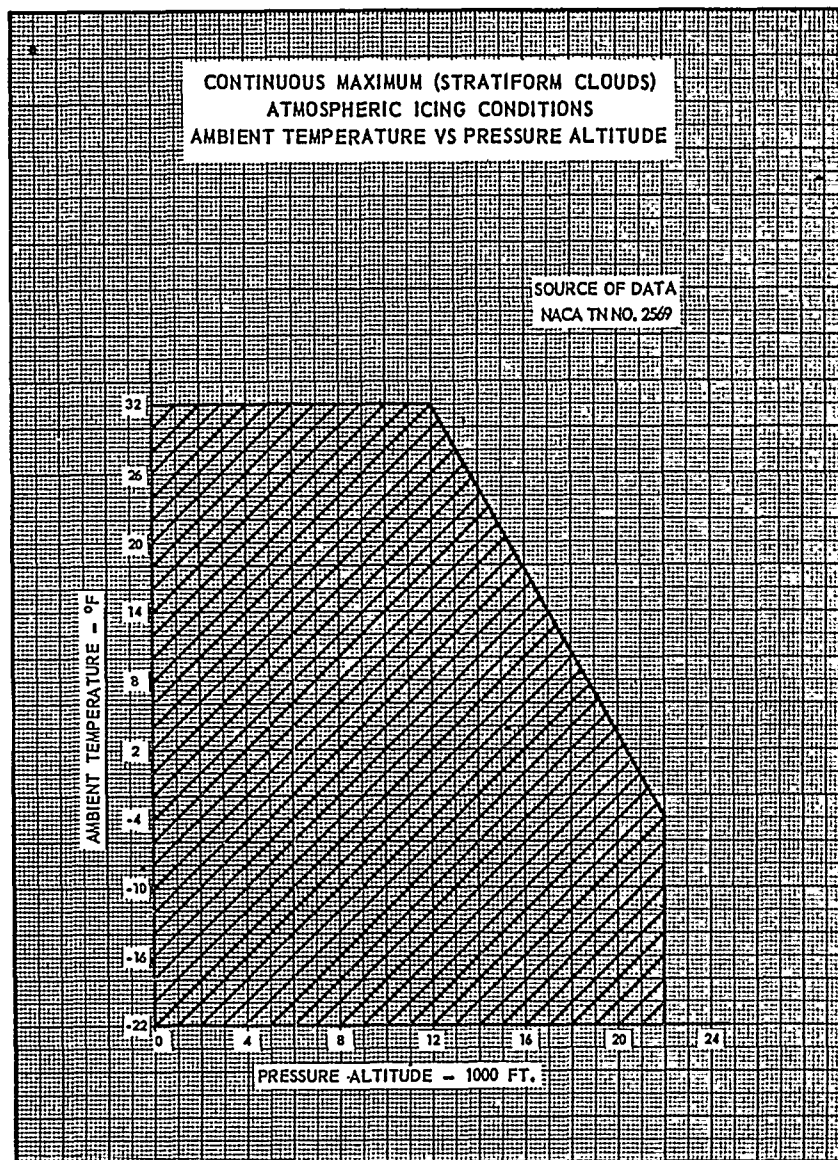 CONTINUOUS MAXIMUM (STRATIFORM CLOUDS)
ATMOSPHERIC ICING CONDITIONS
AMBIENT TEMPERATURE VS PRESSURE ALTITUDE
SOURCE OF DATA
NACA TN NO. 2569
32
26
20
14
8
2
-4
-10
-16
-22
AMBIENT TEMPERATURE – °F
0 4 8 12 16 20 24
PRESSURE ALTITUDE – 1000 FT.